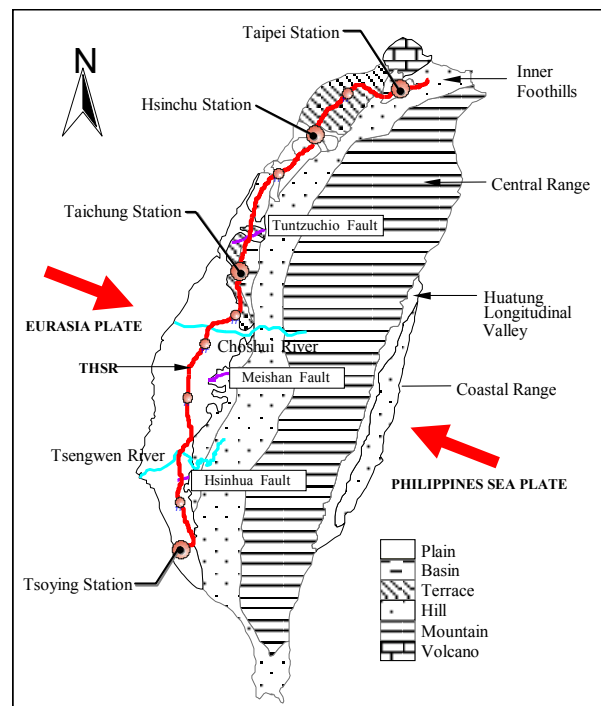 Taipei Station
N
Inner
Foothills
Hsinchu Station
Central Range
Taichung Station
Tuntzuchio Fault
Huatung
Longitudinal
Valley
EURASIA PLATE
Choshui River
THSR
Meishan Fault
Coastal Range
Tsengwen River
Hsinhua Fault
PHILIPPINES SEA PLATE
Tsoying Station
Plain
Basin
Terrace
Hill
Mountain
Volcano